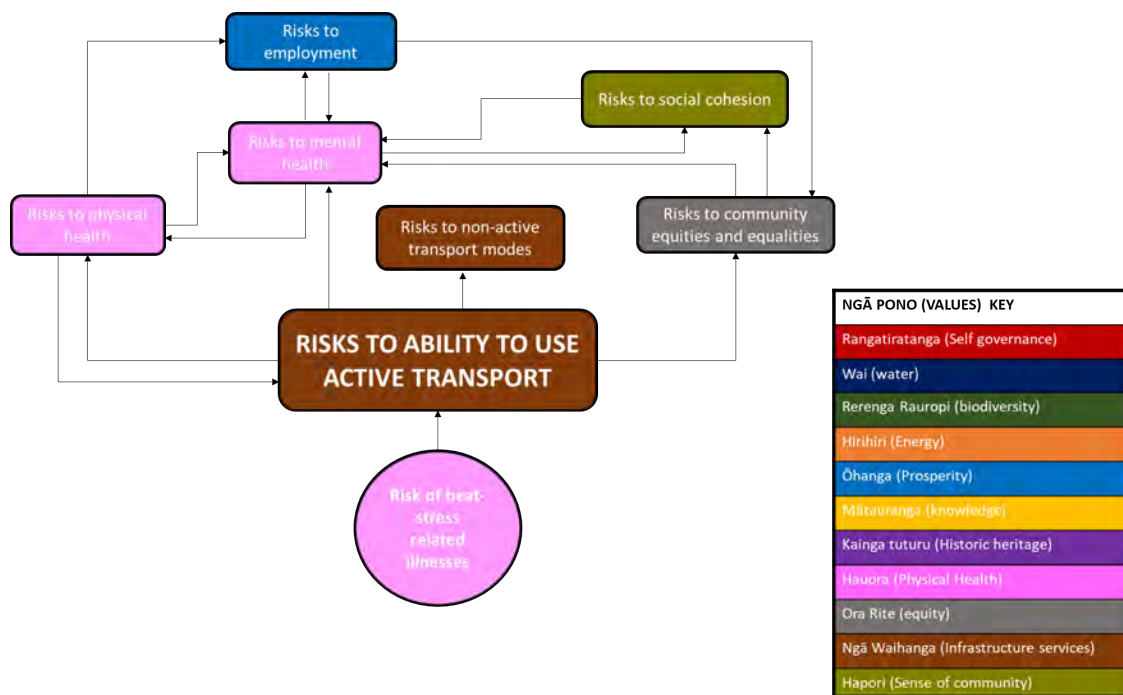 Risks to
employment
Risks to social cohesion
Risks to mental
health
Risks to physical
health
Risks to non-active
transport modes
Risks to community
equities and equalities
RISKS TO ABILITY TO USE
ACTIVE TRANSPORT
Risk of heat-
stress
related
illnesses
NGĀ PONO (VALUES) KEY
Rangatiratanga (Self governance)
Wai (water)
Rerenga Rauropi (biodiversity)
Hirihiri (Energy)
Ōhanga (Prosperity)
Mātauranga (knowledge)
Kainga tuturu (Historic heritage)
Hauora (Physical Health)
Ora Rite (equity)
Ngā Waihanga (Infrastructure services)
Hapori (Sense of community)